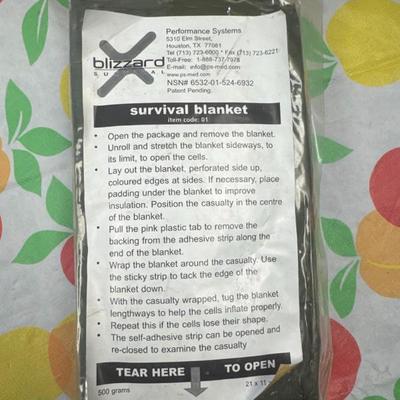 Performance Systems
5310 Elm Street,
Houston, TX 77081
Tel (713) 723-6000 * Fax (713) 723-6221
Toll-Free: 1-888-737-7978
E-mail: info@ps-med.com
www.ps-med.com
NSN# 6532-01-524-6932
Patent Pending.
blizzard
SURVIVAL
survival blanket
item code: 01
• Open the package and remove the blanket.
• Unroll and stretch the blanket sideways, to
its limit, to open the cells.
• Lay out the blanket, perforated side up,
coloured edges at sides. If necessary, place
padding under the blanket to improve
insulation. Position the casualty in the centre
of the blanket.
• Pull the pink plastic tab to remove the
backing from the adhesive strip along the
end of the blanket.
• Wrap the blanket around the casualty. Use
the sticky strip to tack the edge of the
blanket down.
• With the casualty wrapped, tug the blanket
lengthways to help the cells inflate properly.
• Repeat this if the cells lose their shape.
• The self-adhesive strip can be opened and
re-closed to examine the casualty
TEAR HERE TO OPEN
500 grams 21 x 11